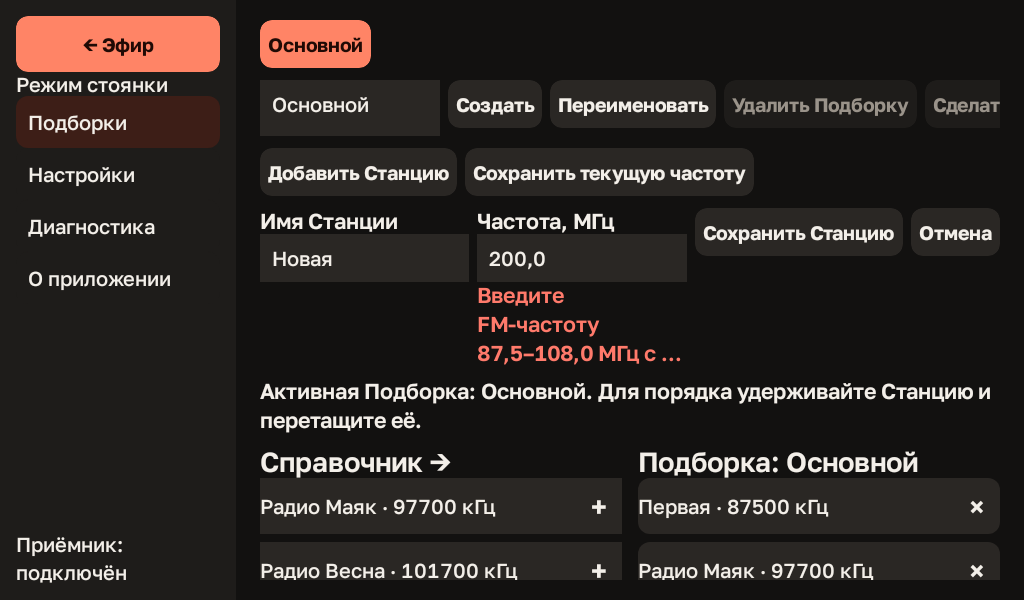 ← Эфир
Режим стоянки
Подборки
Настройки
Диагностика
О приложении
Приёмник:
подключён
Основной
Основной
Создать
Переименовать
Удалить Подборку
Сделат
Добавить Станцию
Сохранить текущую частоту
Имя Станции
Новая
Частота, МГц
200,0
Введите
FM-частоту
87,5–108,0 МГц с …
Сохранить Станцию
Отмена
Активная Подборка: Основной. Для порядка удерживайте Станцию и
перетащите её.
Справочник →
Радио Маяк · 97700 кГц +
Радио Весна · 101700 кГц +
Подборка: Основной
Первая · 87500 кГц ×
Радио Маяк · 97700 кГц ×